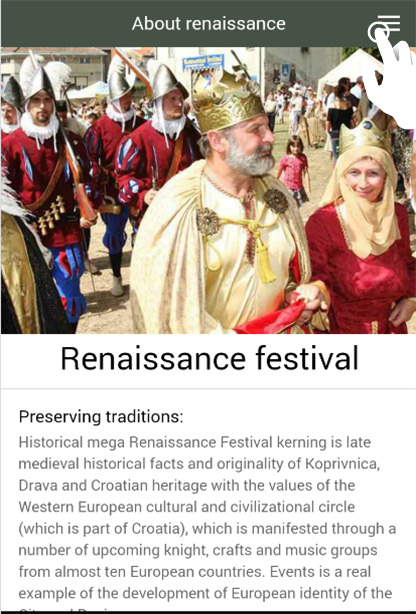 About renaissance
Renaissance festival
Preserving traditions:
Historical mega Renaissance Festival kerning is late
medieval historical facts and originality of Koprivnica,
Drava and Croatian heritage with the values of the
Western European cultural and civilizational circle
(which is part of Croatia), which is manifested through a
number of upcoming knight, crafts and music groups
from almost ten European countries. Events is a real
example of the development of European identity of the